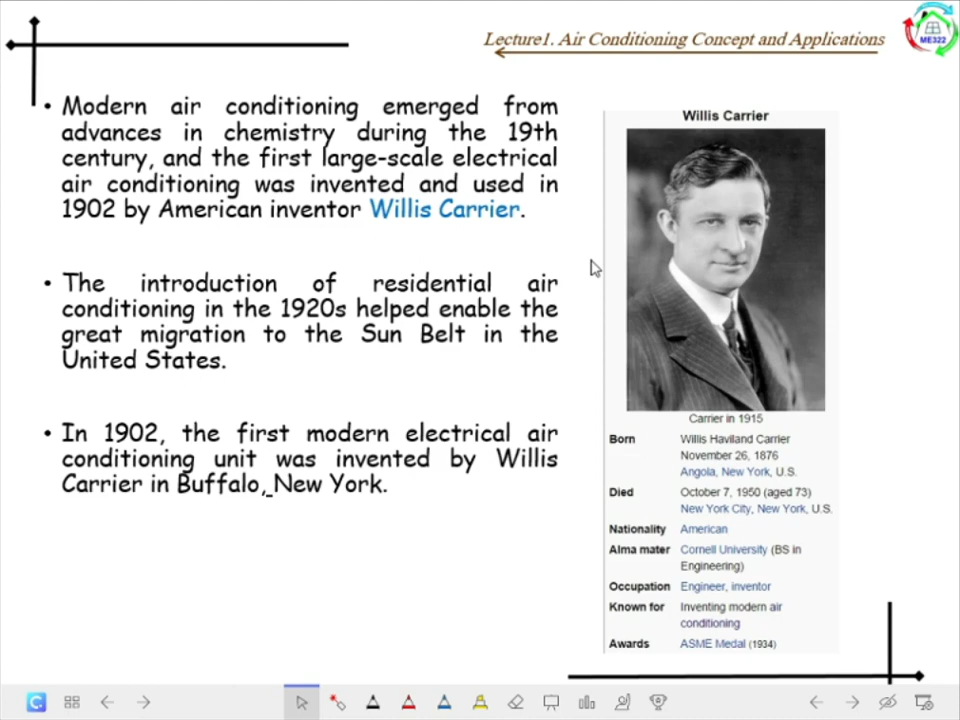 Lecture1. Air Conditioning Concept and Applications
ME322
• Modern air conditioning emerged from
advances in chemistry during the 19th
century, and the first large-scale electrical
air conditioning was invented and used in
1902 by American inventor Willis Carrier.
• The introduction of residential air
conditioning in the 1920s helped enable the
great migration to the Sun Belt in the
United States.
• In 1902, the first modern electrical air
conditioning unit was invented by Willis
Carrier in Buffalo, New York.
Willis Carrier
Carrier in 1915
Born Willis Haviland Carrier
November 26, 1876
Angola, New York, U.S.
Died October 7, 1950 (aged 73)
New York City, New York, U.S.
Nationality American
Alma mater Cornell University (BS in
Engineering)
Occupation Engineer, inventor
Known for Inventing modern air
conditioning
Awards ASME Medal (1934)